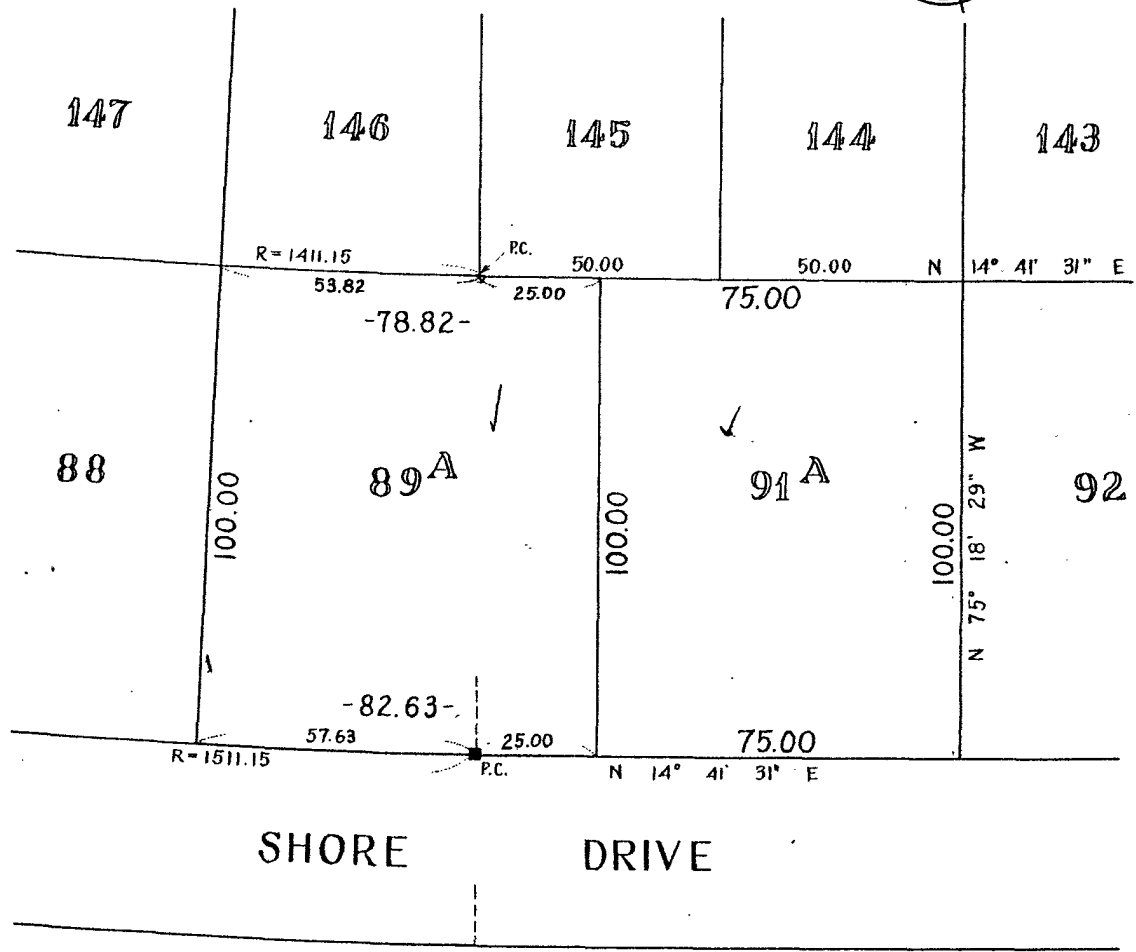 147 146 145 144 143
R=1411.15 P.C. 50.00 50.00 N 14° 41' 31" E
53.82 25.00 75.00
-78.82-
88 89A 91A 92
100.00 100.00 100.00 N 75° 18' 29" W
-82.63-
57.63 25.00 75.00
R=1511.15 P.C. N 14° 41' 31" E
SHORE DRIVE